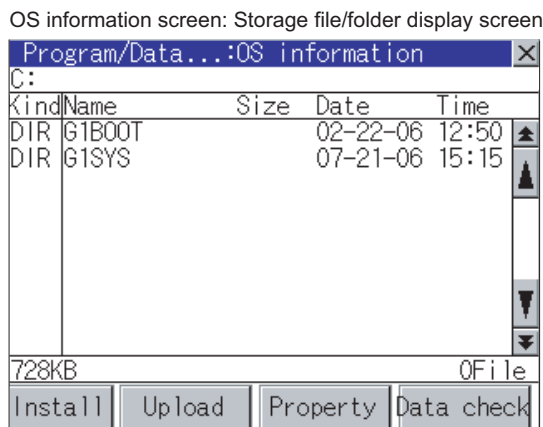 OS information screen: Storage file/folder display screen
Program/Data...:OS information
C:
Kind Name Size Date Time
DIR G1BOOT 02-22-06 12:50
DIR G1SYS 07-21-06 15:15
728KB 0File
Install Upload Property Data check